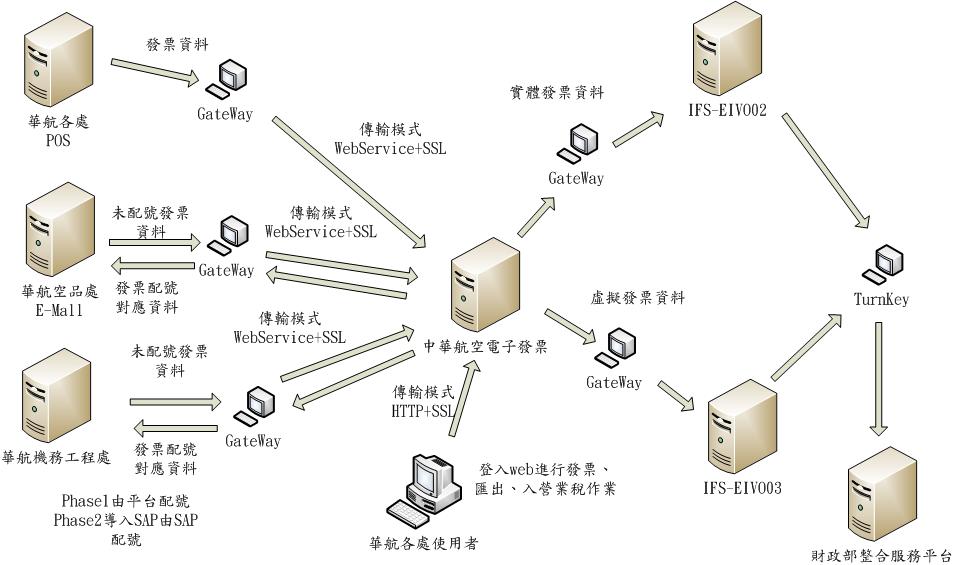 發票資料
GateWay
華航各處
POS
傳輸模式
WebService+SSL
實體發票資料
GateWay
IFS-EIVO02
未配號發票
資料
GateWay
發票配號
對應資料
華航空品處
E-Mall
傳輸模式
WebService+SSL
中華航空電子發票
虛擬發票資料
GateWay
TurnKey
傳輸模式
WebService+SSL
未配號發票
資料
GateWay
發票配號
對應資料
華航機務工程處
Phase1由平台配號
Phase2導入SAP由SAP
配號
傳輸模式
HTTP+SSL
登入web進行發票、
匯出、入營業稅作業
華航各處使用者
IFS-EIVO03
財政部整合服務平台